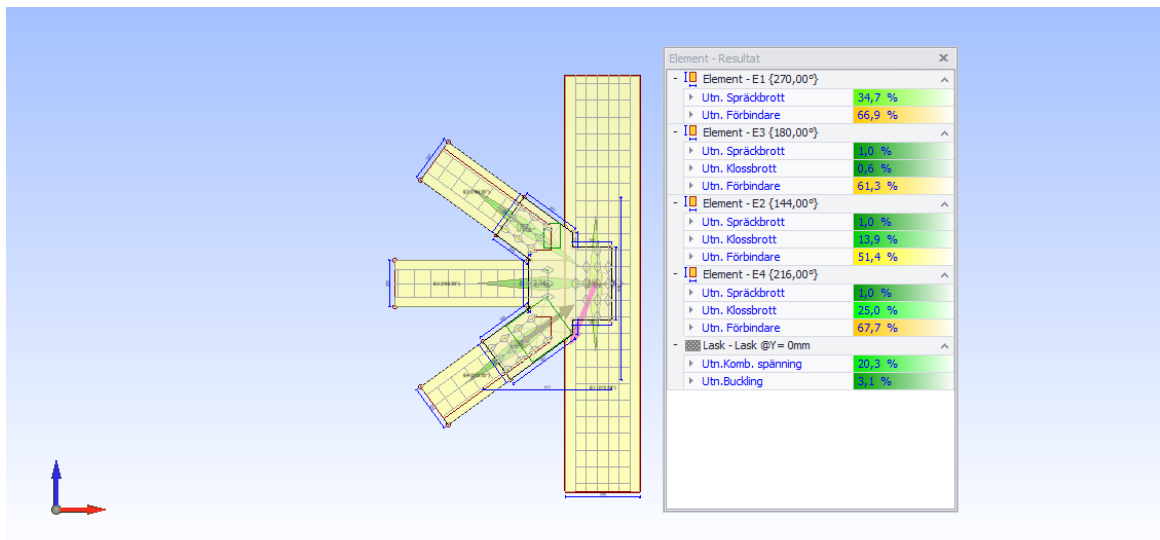 Element - Resultat
Element - E1 {270,00°}
Utn. Spräckbrott 34,7 %
Utn. Förbindare 66,9 %
Element - E3 {180,00°}
Utn. Spräckbrott 1,0 %
Utn. Klossbrott 0,6 %
Utn. Förbindare 61,3 %
Element - E2 {144,00°}
Utn. Spräckbrott 1,0 %
Utn. Klossbrott 13,9 %
Utn. Förbindare 51,4 %
Element - E4 {216,00°}
Utn. Spräckbrott 1,0 %
Utn. Klossbrott 25,0 %
Utn. Förbindare 67,7 %
Lask - Lask @Y= 0mm
Utn.Komb. spänning 20,3 %
Utn.Buckling 3,1 %